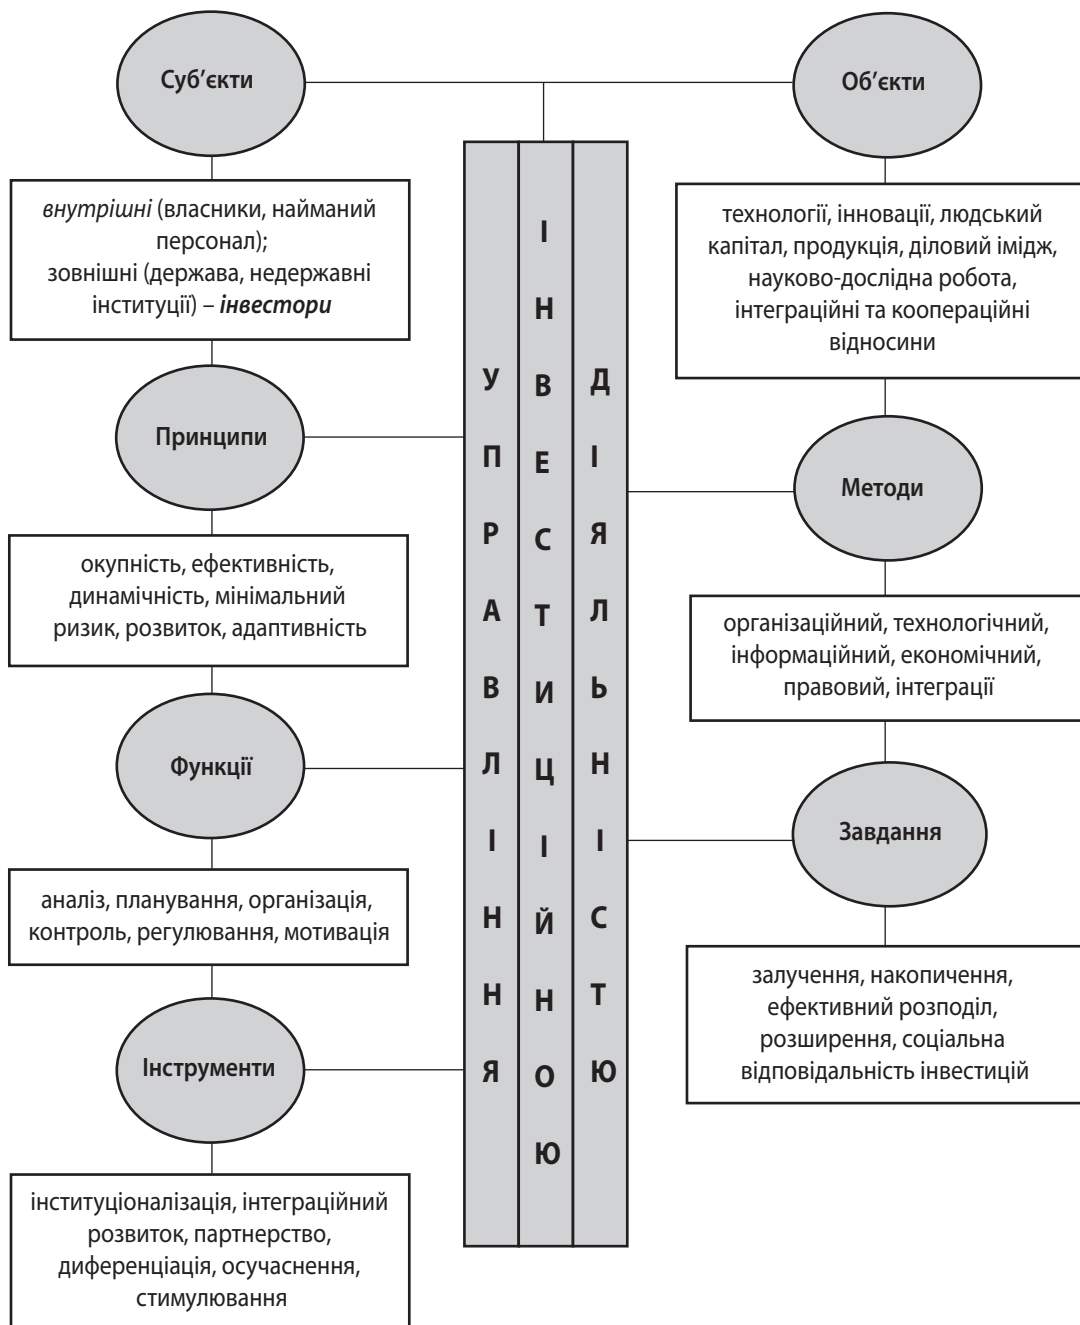 Суб’єкти
Об’єкти
внутрішні (власники, найманий
персонал);
зовнішні (держава, недержавні
інституції) – інвестори
технології, інновації, людський
капітал, продукція, діловий імідж,
науково-дослідна робота,
інтеграційні та коопераційні
відносини
Принципи
Методи
окупність, ефективність,
динамічність, мінімальний
ризик, розвиток, адаптивність
організаційний, технологічний,
інформаційний, економічний,
правовий, інтеграції
Функції
Завдання
аналіз, планування, організація,
контроль, регулювання, мотивація
залучення, накопичення,
ефективний розподіл,
розширення, соціальна
відповідальність інвестицій
Інструменти
інституціоналізація, інтеграційний
розвиток, партнерство,
диференціація, осучаснення,
стимулювання
УПРАВЛІННЯ
ІНВЕСТИЦІЙНОЮ
ДІЯЛЬНІСТЮ